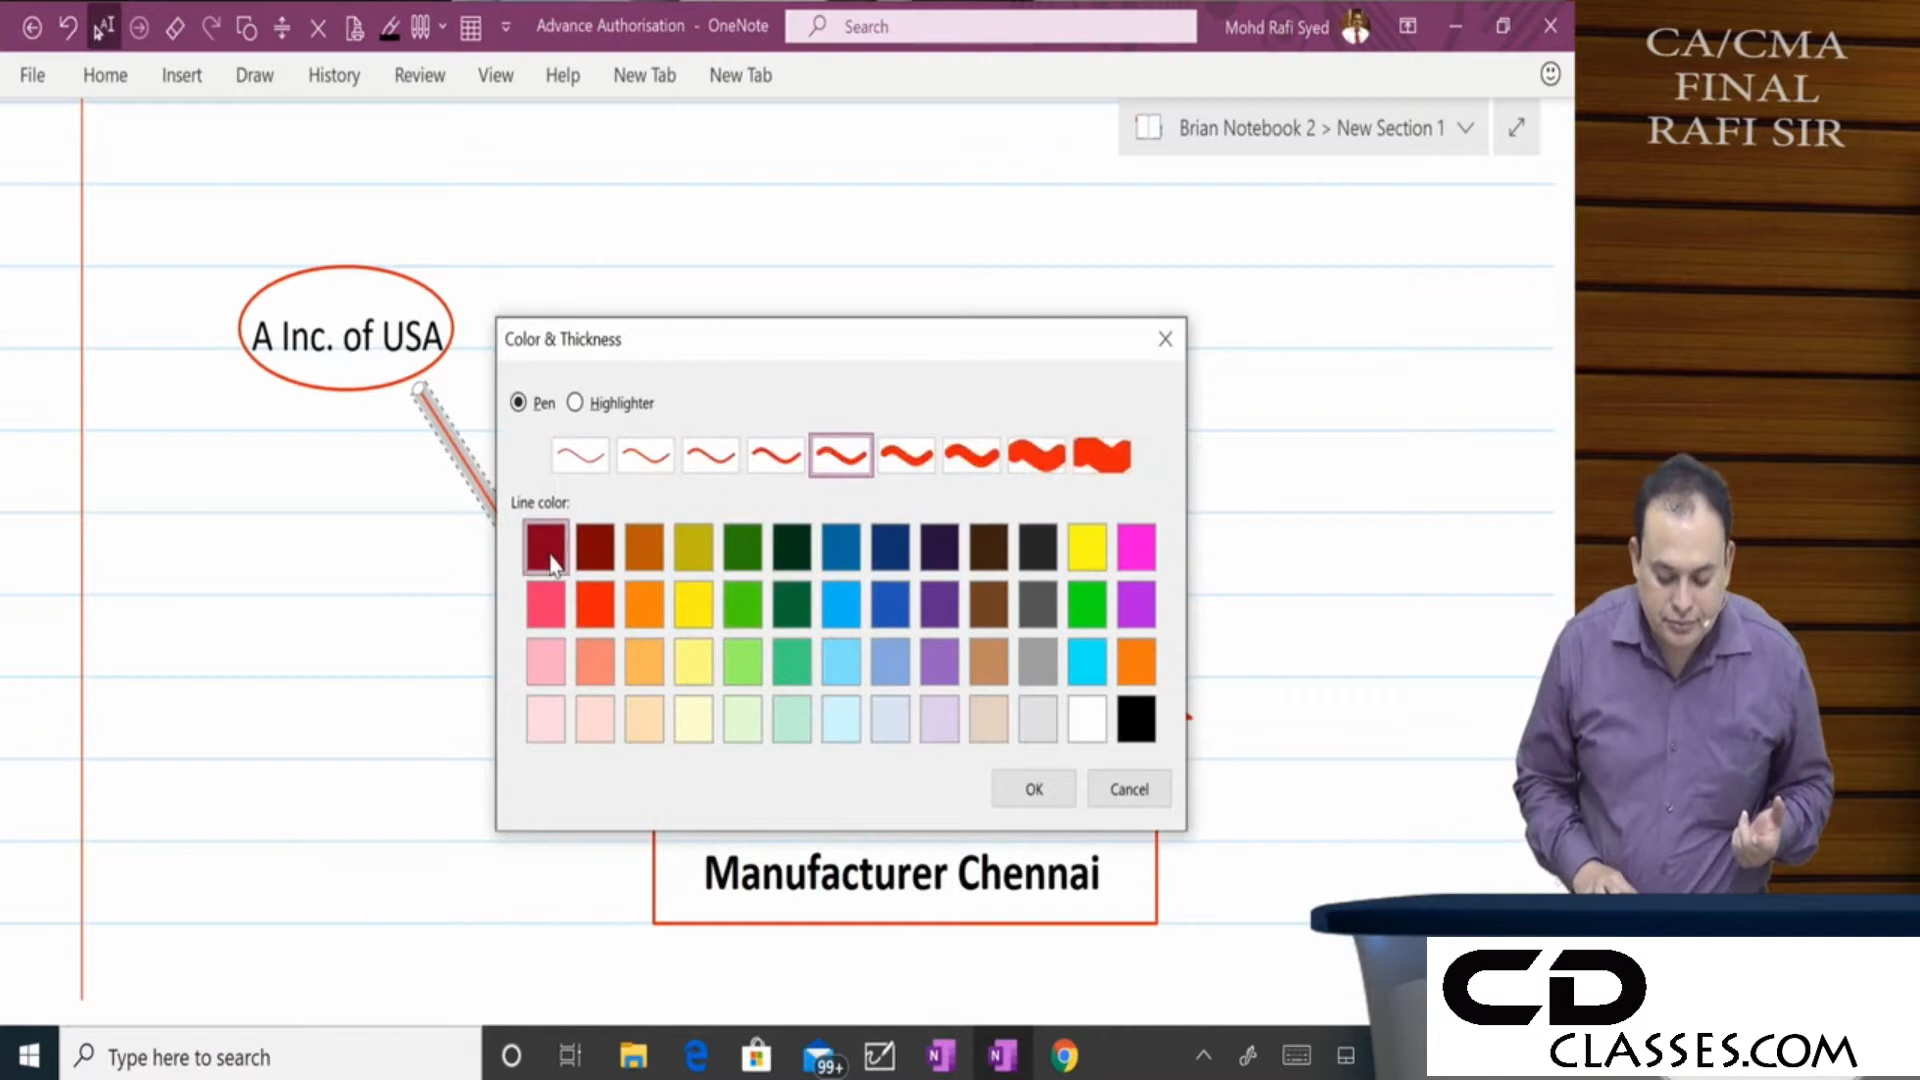 Advance Authorisation - OneNote
Search
Mohd Rafi Syed
File Home Insert Draw History Review View Help New Tab New Tab
CA/CMA
FINAL
RAFI SIR
Brian Notebook 2 > New Section 1
A Inc. of USA
Color & Thickness
Pen Highlighter
Line color:
OK Cancel
Manufacturer Chennai
CD
CLASSES.COM
Type here to search
99+